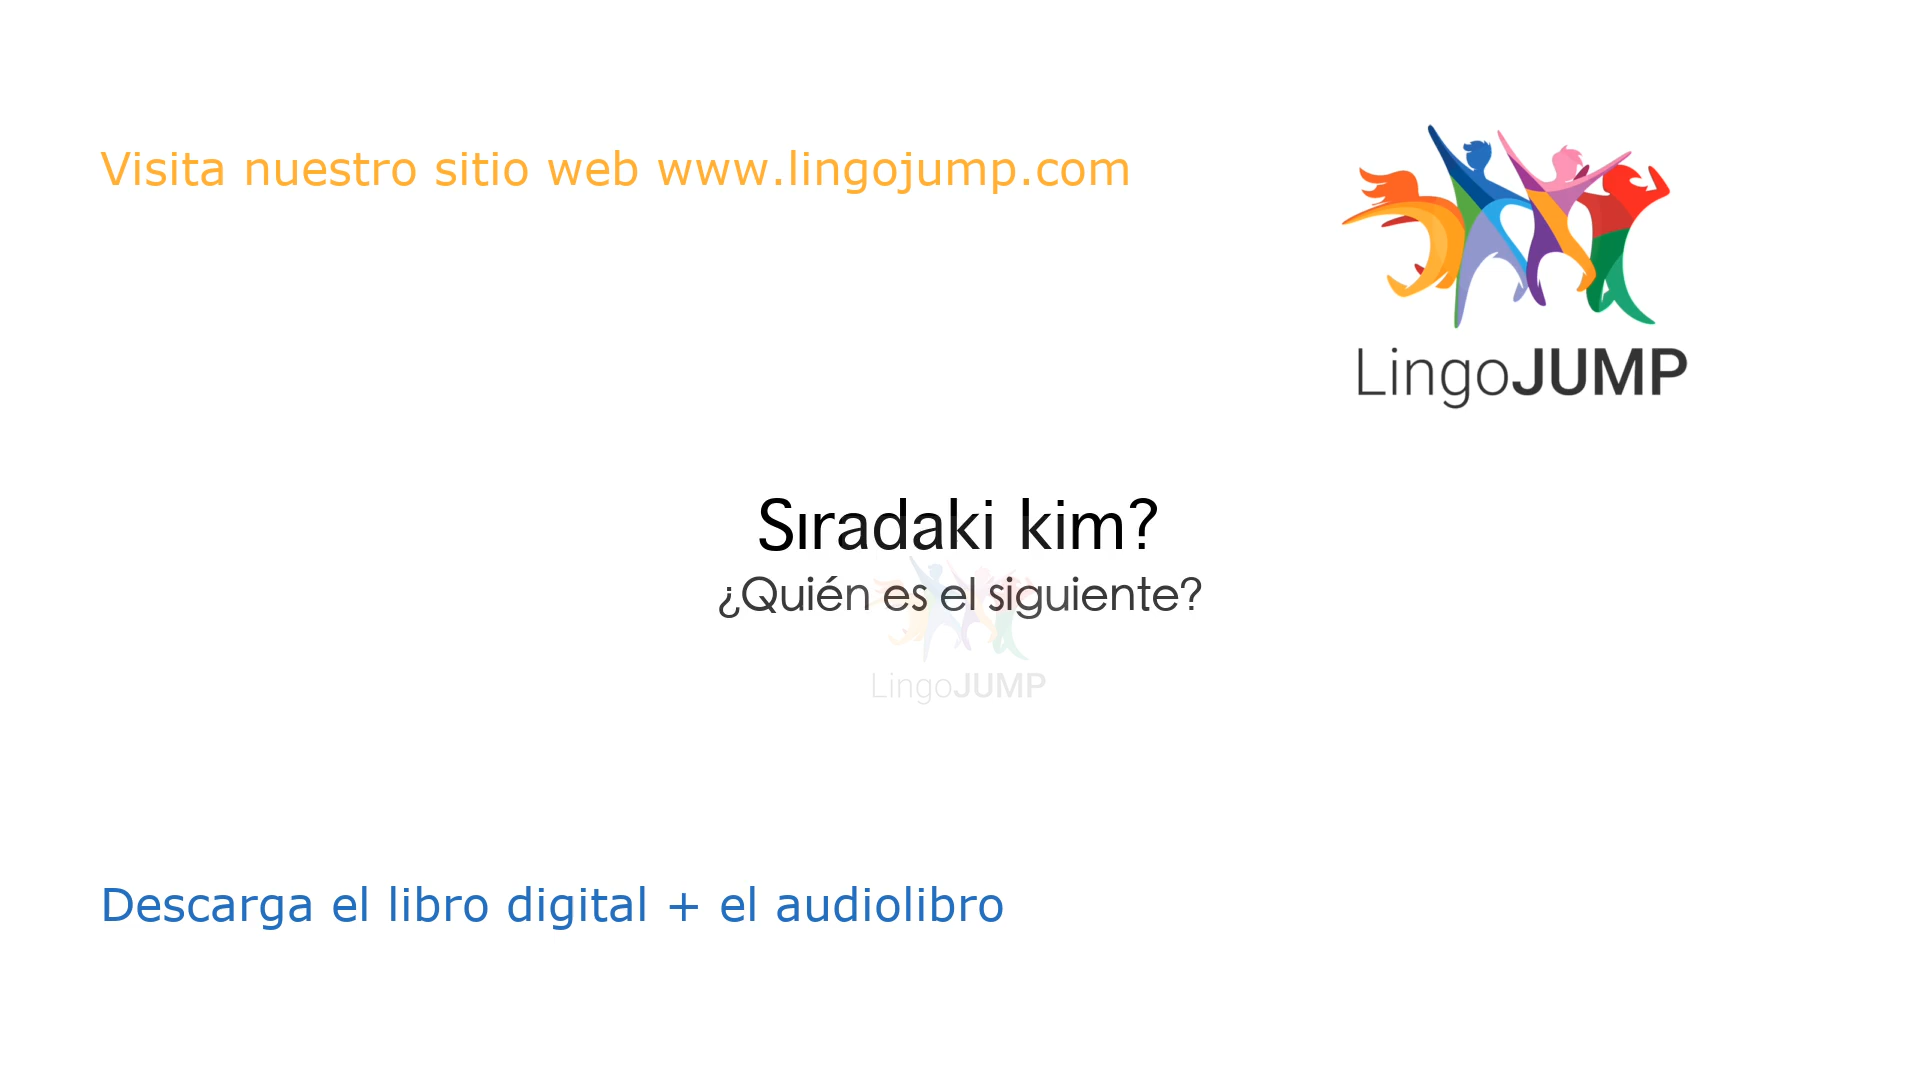 Visita nuestro sitio web www.lingojump.com
LingoJUMP
Sıradaki kim?
¿Quién es el siguiente?
LingoJUMP
Descarga el libro digital + el audiolibro